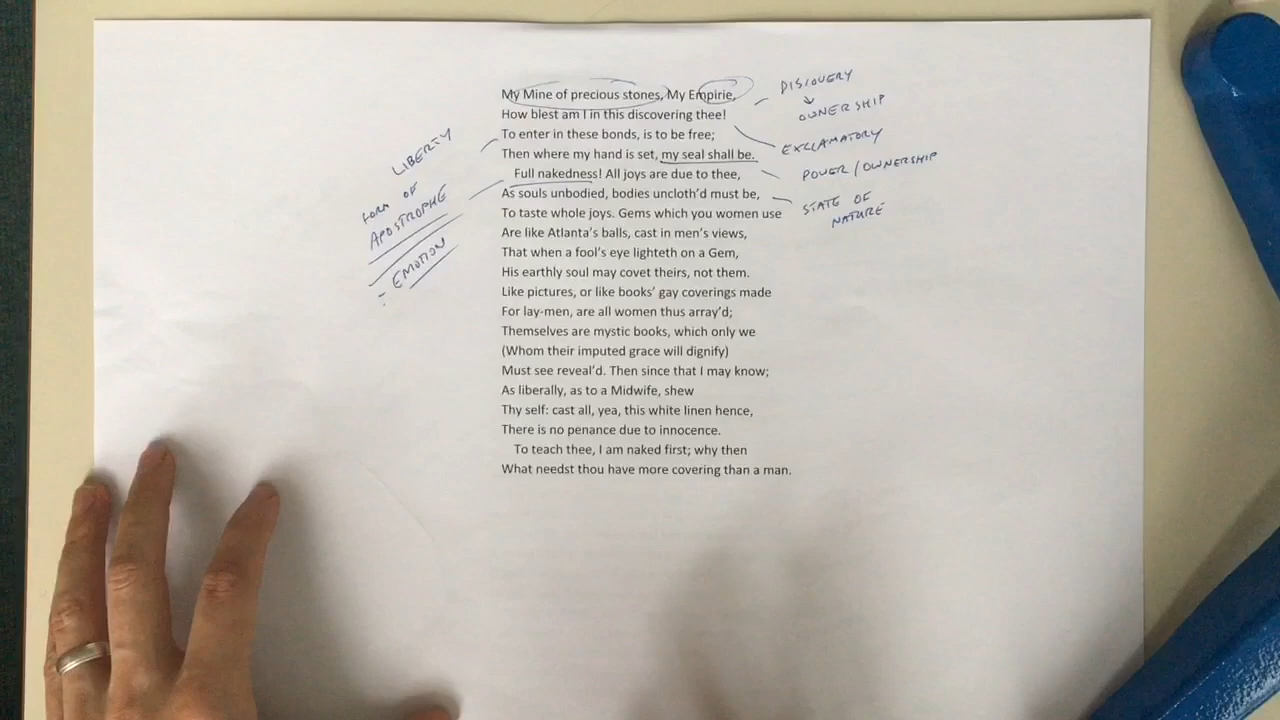 My Mine of precious stones, My Empirie,
How blest am I in this discovering thee!
To enter in these bonds, is to be free;
Then where my hand is set, my seal shall be.
Full nakedness! All joys are due to thee,
As souls unbodied, bodies uncloth’d must be,
To taste whole joys. Gems which you women use
Are like Atlanta’s balls, cast in men’s views,
That when a fool’s eye lighteth on a Gem,
His earthly soul may covet theirs, not them.
Like pictures, or like books’ gay coverings made
For lay-men, are all women thus array’d;
Themselves are mystic books, which only we
(Whom their imputed grace will dignify)
Must see reveal’d. Then since that I may know;
As liberally, as to a Midwife, shew
Thy self: cast all, yea, this white linen hence,
There is no penance due to innocence.
To teach thee, I am naked first; why then
What needst thou have more covering than a man.
LIBERTY
FORM OF
APOSTROPHE
- EMOTION
DISCOVERY
↓
OWNERSHIP
EXCLAMATORY
POWER / OWNERSHIP
STATE OF
NATURE